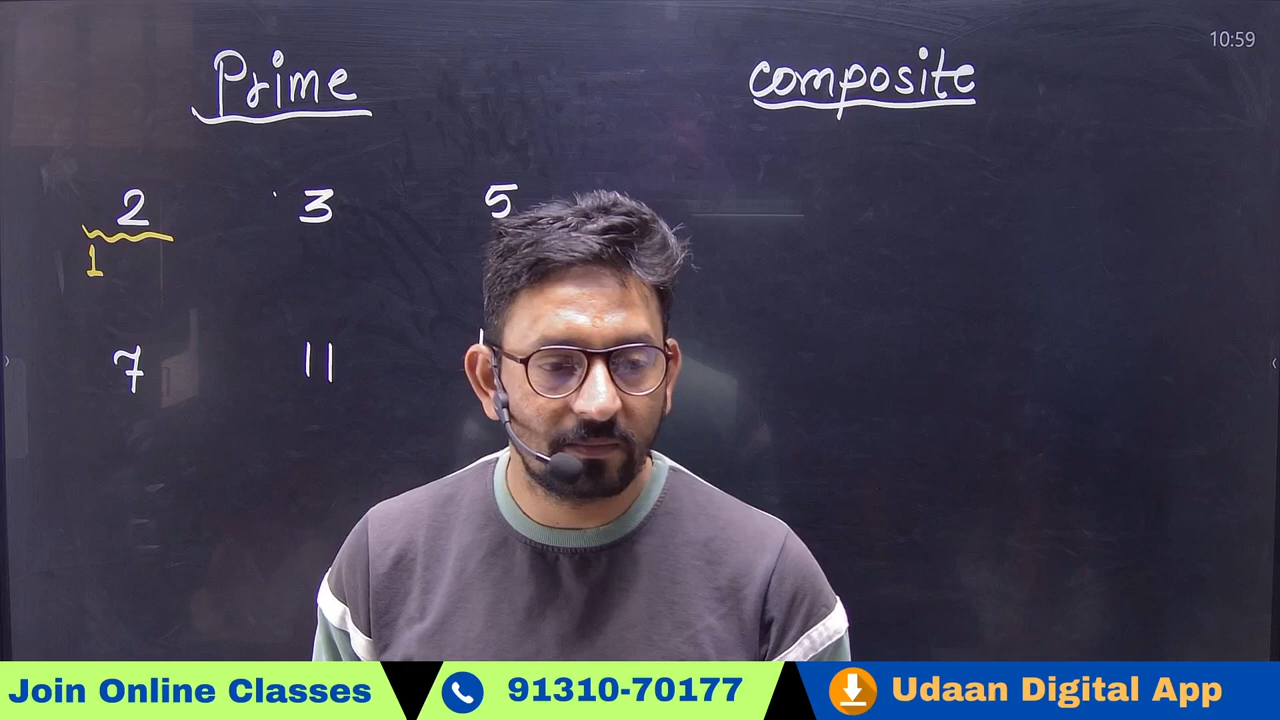 10:59
Prime composite
2 3 5
1
7 11
Join Online Classes 91310-70177 Udaan Digital App